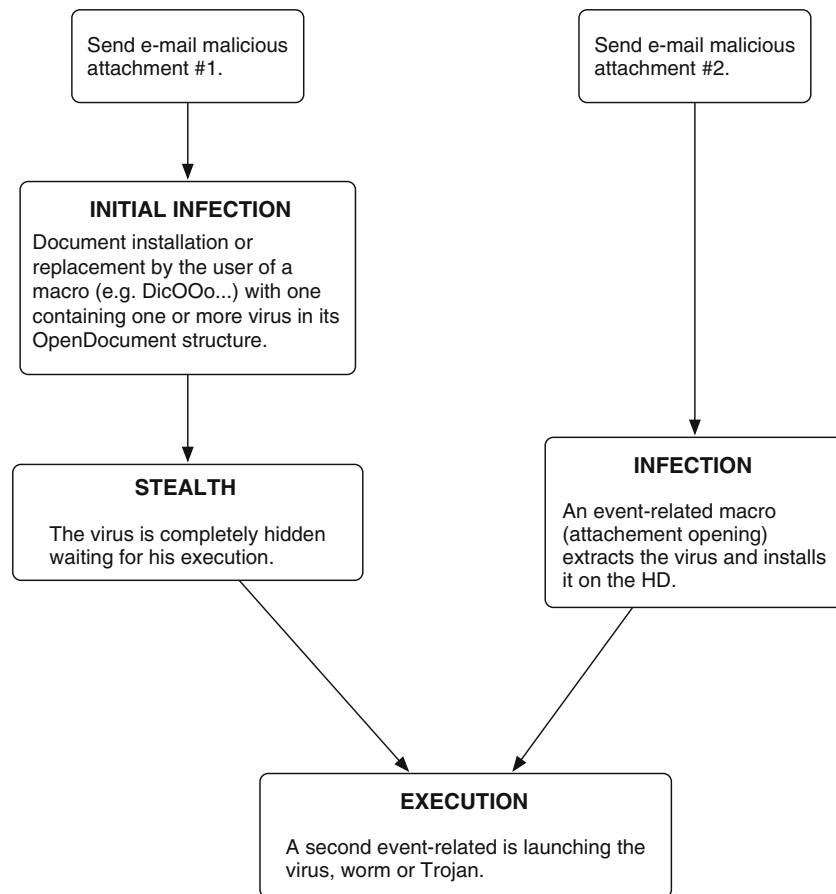 Send e-mail malicious
attachment #1.
Send e-mail malicious
attachment #2.
INITIAL INFECTION
Document installation or
replacement by the user of a
macro (e.g. DicOOo...) with one
containing one or more virus in its
OpenDocument structure.
STEALTH
The virus is completely hidden
waiting for his execution.
INFECTION
An event-related macro
(attachement opening)
extracts the virus and installs
it on the HD.
EXECUTION
A second event-related is launching the
virus, worm or Trojan.